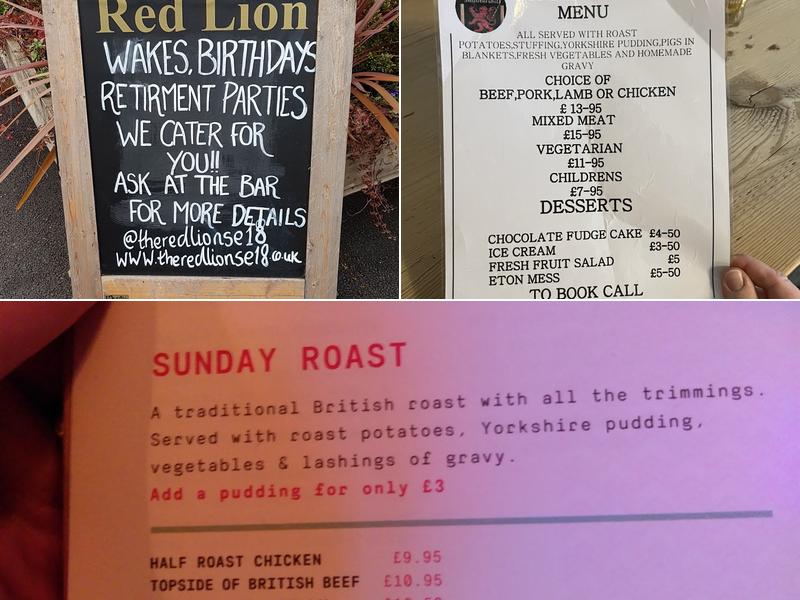 Red Lion
WAKES, BIRTHDAYS
RETIRMENT PARTIES
WE CATER FOR
YOU!!
ASK AT THE BAR
FOR MORE DETAILS
@theredlionse18
www.theredlionse18.co.uk
MENU
ALL SERVED WITH ROAST
POTATOES,STUFFING,YORKSHIRE PUDDING,PIGS IN
BLANKETS,FRESH VEGETABLES AND HOMEMADE
GRAVY
CHOICE OF
BEEF,PORK,LAMB OR CHICKEN
£ 13-95
MIXED MEAT
£15-95
VEGETARIAN
£11-95
CHILDRENS
£7-95
DESSERTS
CHOCOLATE FUDGE CAKE £4-50
ICE CREAM £3-50
FRESH FRUIT SALAD £5
ETON MESS £5-50
TO BOOK CALL
SUNDAY ROAST
A traditional British roast with all the trimmings.
Served with roast potatoes, Yorkshire pudding,
vegetables & lashings of gravy.
Add a pudding for only £3
HALF ROAST CHICKEN £9.95
TOPSIDE OF BRITISH BEEF £10.95